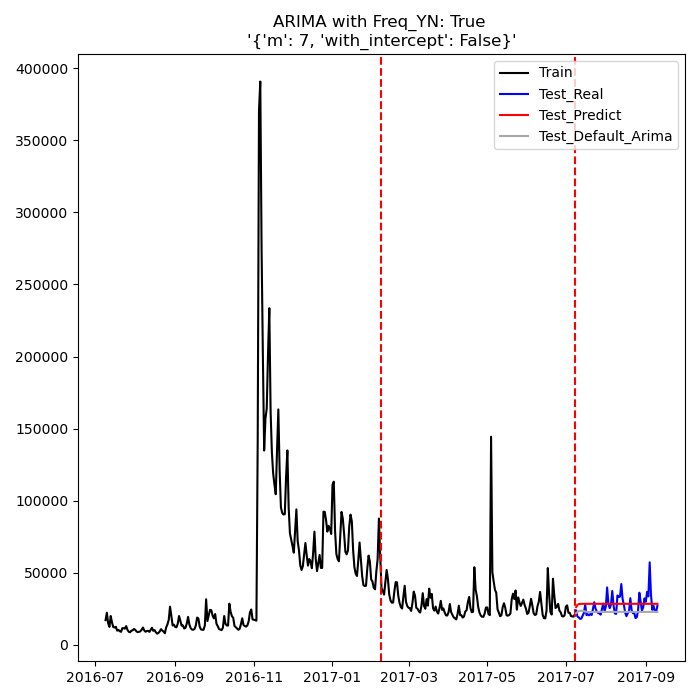 ARIMA with Freq_YN: True
'{'m': 7, 'with_intercept': False}'
Train
Test_Real
Test_Predict
Test_Default_Arima
400000
350000
300000
250000
200000
150000
100000
50000
0
2016-07
2016-09
2016-11
2017-01
2017-03
2017-05
2017-07
2017-09